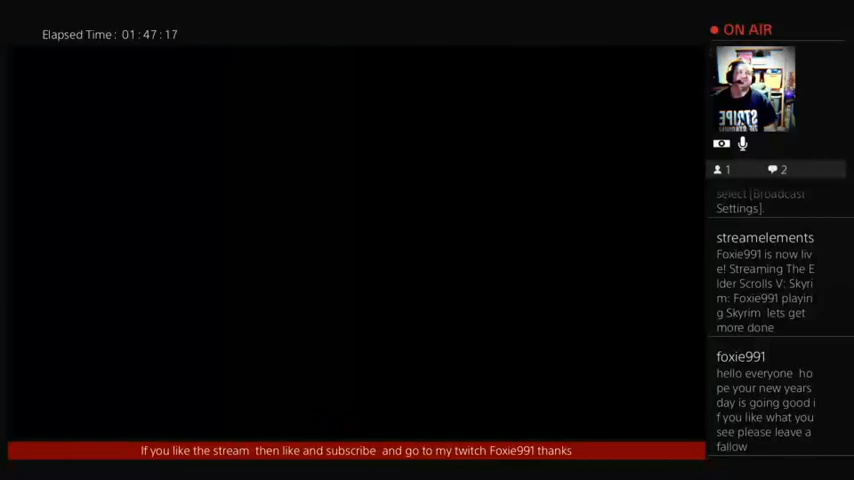 Elapsed Time: 01:47:17
ON AIR
1
2
select [Broadcast
Settings].
streamelements
Foxie991 is now liv
e! Streaming The E
lder Scrolls V: Skyri
m: Foxie991 playin
g Skyrim lets get
more done
foxie991
hello everyone ho
pe your new years
day is going good i
f you like what you
see please leave a
fallow
If you like the stream then like and subscribe and go to my twitch Foxie991 thanks